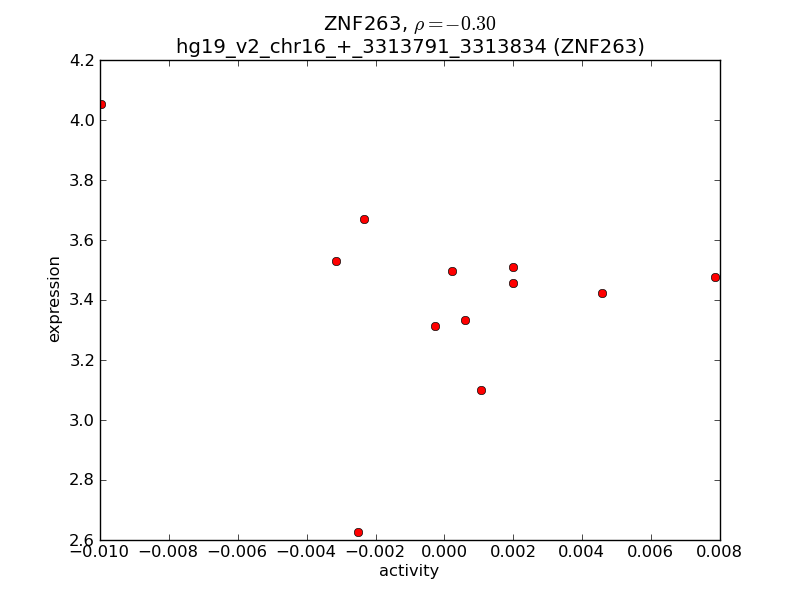 ZNF263, ρ=−0.30
hg19_v2_chr16_+_3313791_3313834 (ZNF263)
4.2
4.0
3.8
3.6
3.4
3.2
3.0
2.8
2.6
expression
−0.010 −0.008 −0.006 −0.004 −0.002 0.000 0.002 0.004 0.006 0.008
activity